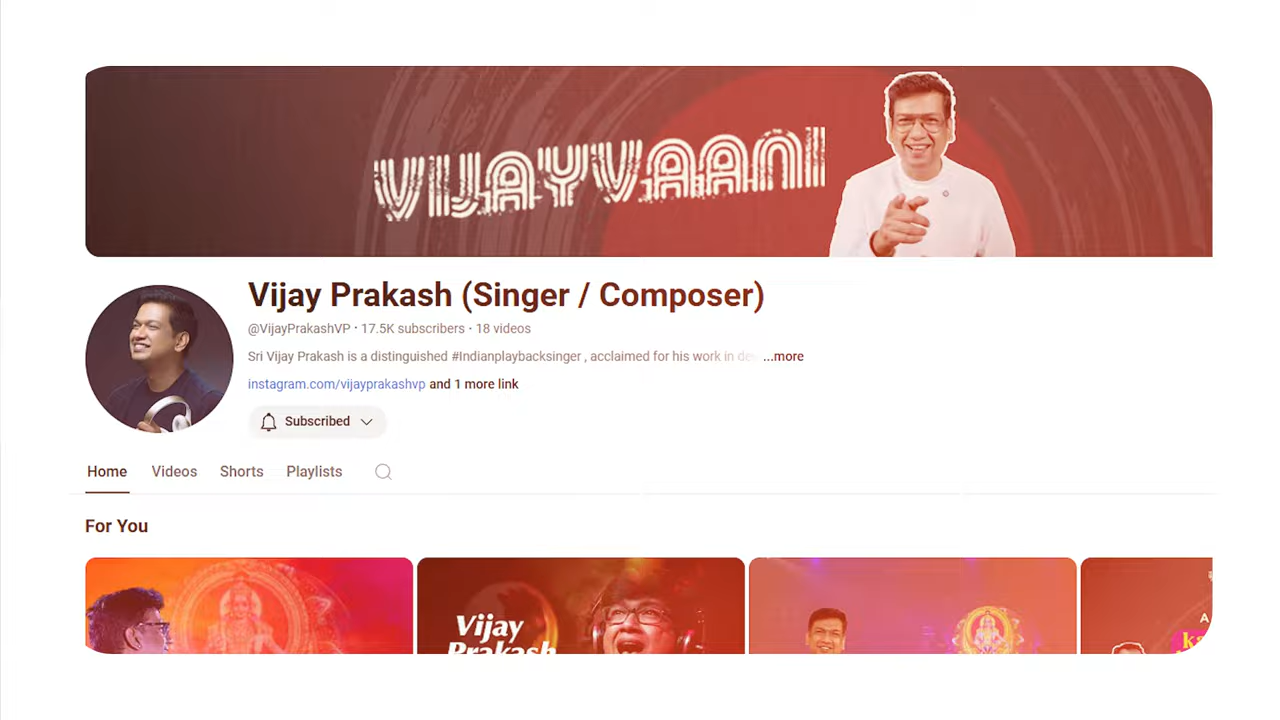 VIJAYVAANI
Vijay Prakash (Singer / Composer)
@VijayPrakashVP · 17.5K subscribers · 18 videos
Sri Vijay Prakash is a distinguished #Indianplaybacksinger , acclaimed for his work in ...more
instagram.com/vijayprakashvp and 1 more link
Subscribed
Home Videos Shorts Playlists
For You
Vijay
Prakash